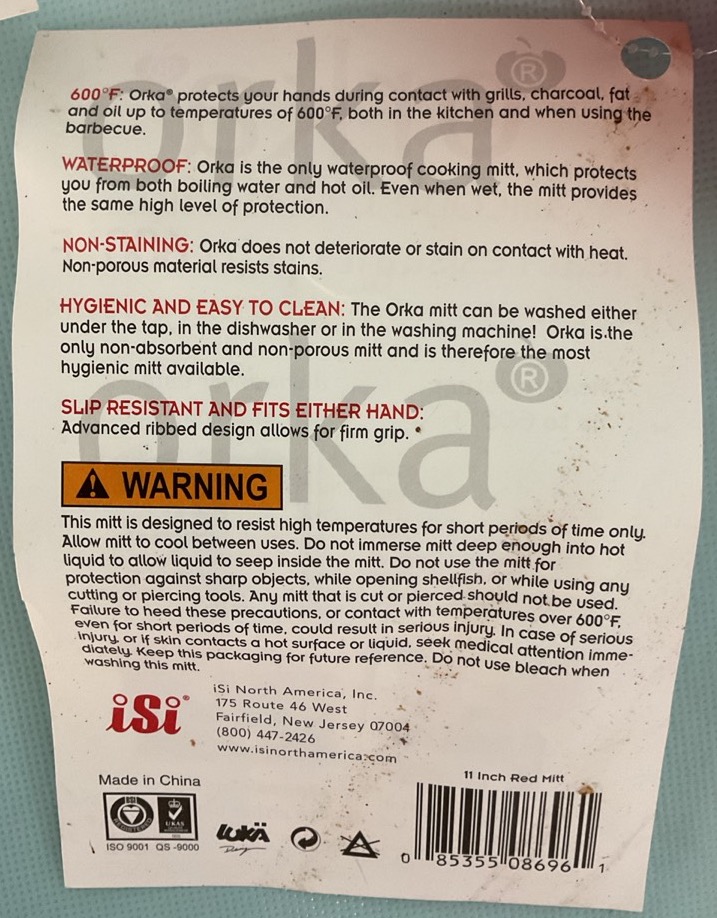 600°F: Orka® protects your hands during contact with grills, charcoal, fat
and oil up to temperatures of 600°F, both in the kitchen and when using the
barbecue.
WATERPROOF: Orka is the only waterproof cooking mitt, which protects
you from both boiling water and hot oil. Even when wet, the mitt provides
the same high level of protection.
NON-STAINING: Orka does not deteriorate or stain on contact with heat.
Non-porous material resists stains.
HYGIENIC AND EASY TO CLEAN: The Orka mitt can be washed either
under the tap, in the dishwasher or in the washing machine! Orka is the
only non-absorbent and non-porous mitt and is therefore the most
hygienic mitt available.
SLIP RESISTANT AND FITS EITHER HAND:
Advanced ribbed design allows for firm grip.
orka®
orka®
WARNING
This mitt is designed to resist high temperatures for short periods of time only.
Allow mitt to cool between uses. Do not immerse mitt deep enough into hot
liquid to allow liquid to seep inside the mitt. Do not use the mitt for
protection against sharp objects, while opening shellfish, or while using any
cutting or piercing tools. Any mitt that is cut or pierced should not be used.
Failure to heed these precautions, or contact with temperatures over 600°F,
even for short periods of time, could result in serious injury. In case of serious
injury, or if skin contacts a hot surface or liquid, seek medical attention imme-
diately. Keep this packaging for future reference. Do not use bleach when
washing this mitt.
iSi®
iSi North America, Inc.
175 Route 46 West
Fairfield, New Jersey 07004
(800) 447-2426
www.isinorthamerica.com
Made in China
REGISTERED
UKAS
ISO 9001 QS-9000
LUKÄ
11 Inch Red Mitt
0 85355 08696 1